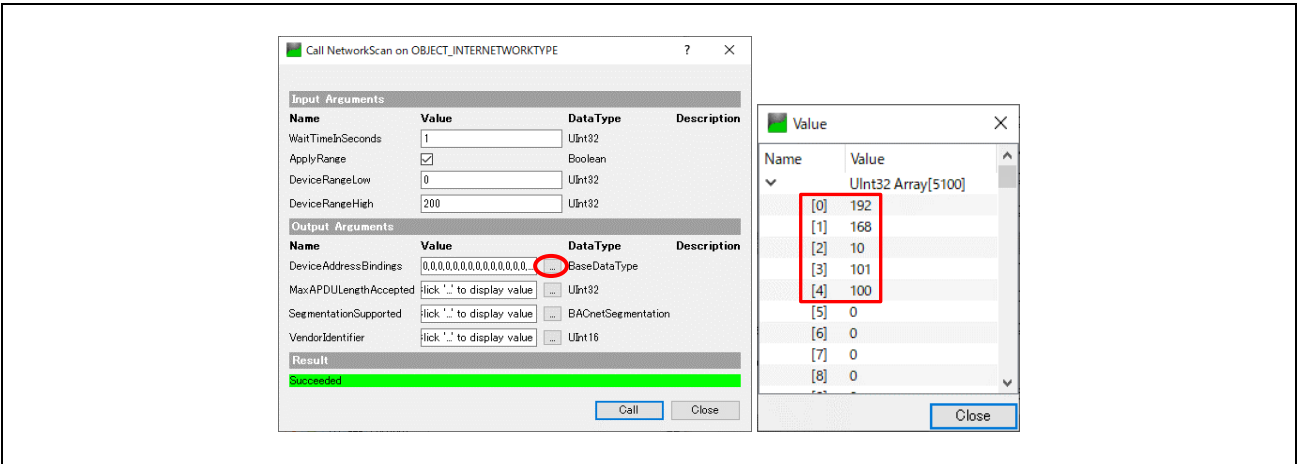 Call NetworkScan on OBJECT_INTERNETWORKTYPE ? ×
Input Arguments
Name Value DataType Description
WaitTimeInSeconds 1 UInt32
ApplyRange Boolean
DeviceRangeLow 0 UInt32
DeviceRangeHigh 200 UInt32
Output Arguments
Name Value DataType Description
DeviceAddressBindings 0,0,0,0,0,0,0,0,0,0,0,0,0,0,... ... BaseDataType
MaxAPDULengthAccepted click '...' to display value ... UInt32
SegmentationSupported click '...' to display value ... BACnetSegmentation
VendorIdentifier click '...' to display value ... UInt16
Result
Succeeded
Call Close
Value ×
Name Value
UInt32 Array[5100]
[0] 192
[1] 168
[2] 10
[3] 101
[4] 100
[5] 0
[6] 0
[7] 0
[8] 0
Close